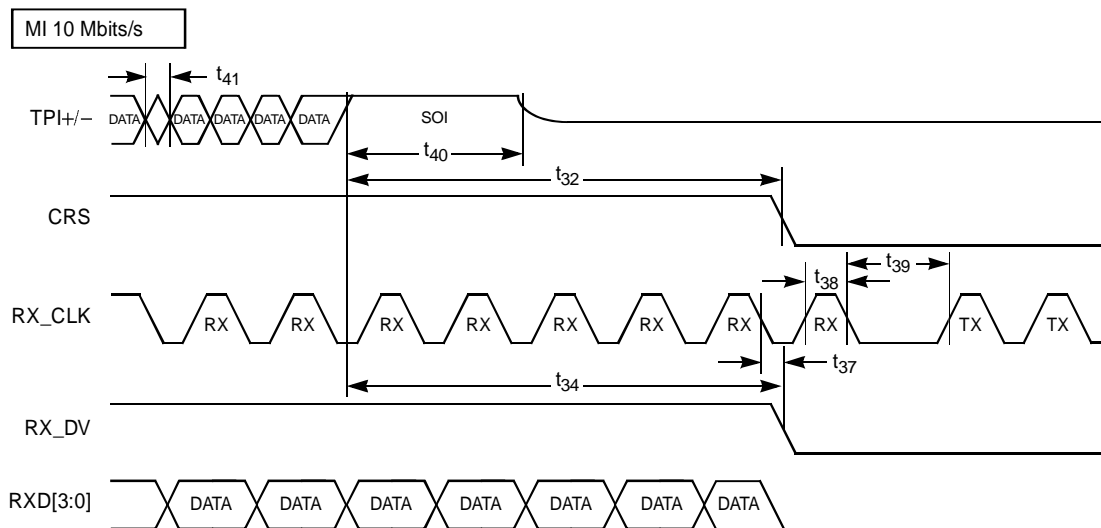 MI 10 Mbits/s
t41
TPI+/–
DATA DATA DATA DATA DATA SOI
t40
t32
CRS
t38 t39
RX_CLK
RX RX RX RX RX RX RX RX TX TX
t37
t34
RX_DV
RXD[3:0]
DATA DATA DATA DATA DATA DATA DATA